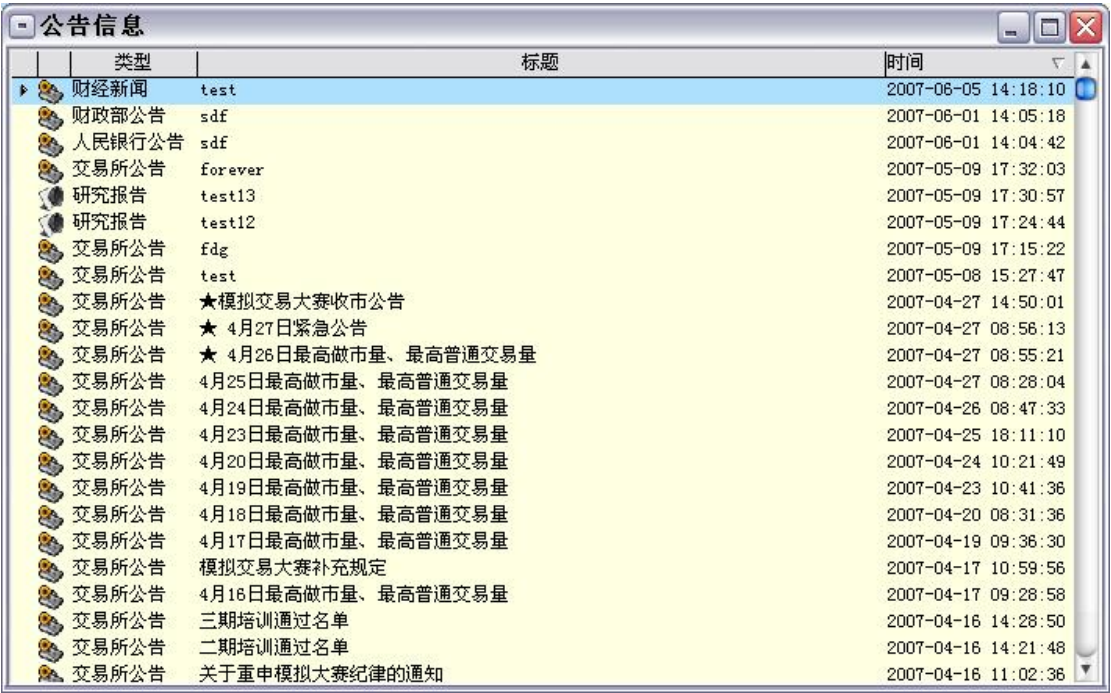 公告信息
类型 标题 时间
财经新闻 test 2007-06-05 14:18:10
财政部公告 sdf 2007-06-01 14:05:18
人民银行公告 sdf 2007-06-01 14:04:42
交易所公告 forever 2007-05-09 17:32:03
研究报告 test13 2007-05-09 17:30:57
研究报告 test12 2007-05-09 17:24:44
交易所公告 fdg 2007-05-09 17:15:22
交易所公告 test 2007-05-08 15:27:47
交易所公告 ★模拟交易大赛收市公告 2007-04-27 14:50:01
交易所公告 ★ 4月27日紧急公告 2007-04-27 08:56:13
交易所公告 ★ 4月26日最高做市量、最高普通交易量 2007-04-27 08:55:21
交易所公告 4月25日最高做市量、最高普通交易量 2007-04-27 08:28:04
交易所公告 4月24日最高做市量、最高普通交易量 2007-04-26 08:47:33
交易所公告 4月23日最高做市量、最高普通交易量 2007-04-25 18:11:10
交易所公告 4月20日最高做市量、最高普通交易量 2007-04-24 10:21:49
交易所公告 4月19日最高做市量、最高普通交易量 2007-04-23 10:41:36
交易所公告 4月18日最高做市量、最高普通交易量 2007-04-20 08:31:36
交易所公告 4月17日最高做市量、最高普通交易量 2007-04-19 09:36:30
交易所公告 模拟交易大赛补充规定 2007-04-17 10:59:56
交易所公告 4月16日最高做市量、最高普通交易量 2007-04-17 09:28:58
交易所公告 三期培训通过名单 2007-04-16 14:28:50
交易所公告 二期培训通过名单 2007-04-16 14:21:48
交易所公告 关于重申模拟大赛纪律的通知 2007-04-16 11:02:36